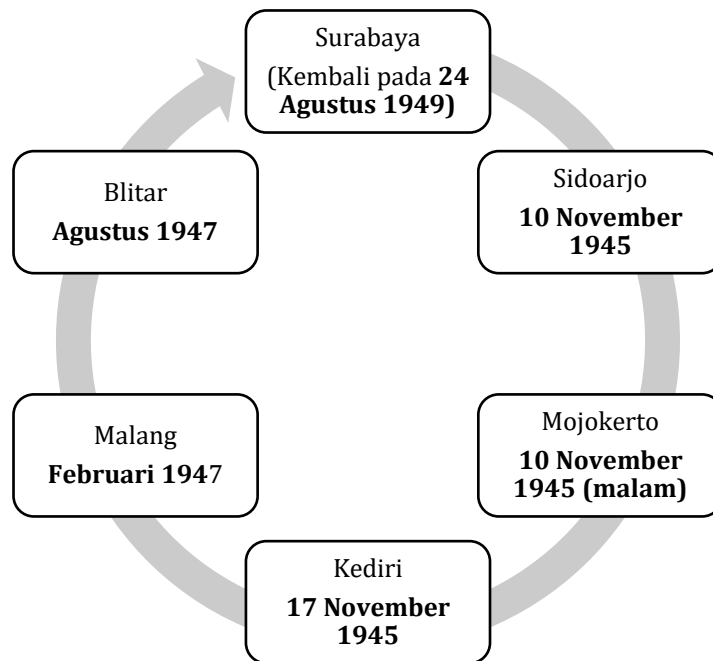 Surabaya
(Kembali pada 24
Agustus 1949)
Sidoarjo
10 November
1945
Mojokerto
10 November
1945 (malam)
Kediri
17 November
1945
Malang
Februari 1947
Blitar
Agustus 1947